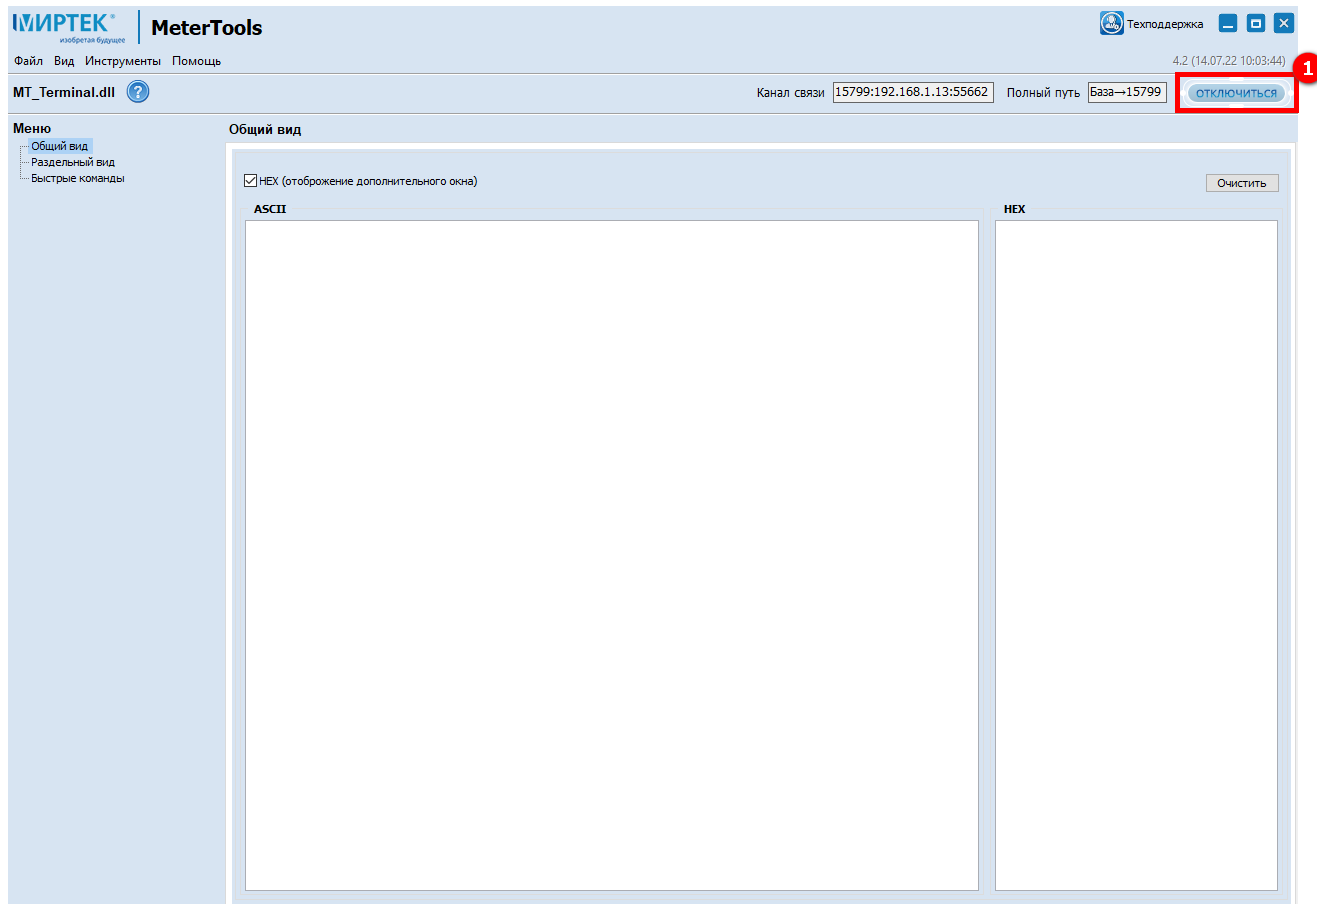 МИРТЕК®
изобретая будущее
MeterTools
Техподдержка
Файл Вид Инструменты Помощь
4.2 (14.07.22 10:03:44)
1
MT_Terminal.dll ?
Канал связи 15799:192.168.1.13:55662 Полный путь База→15799 ОТКЛЮЧИТЬСЯ
Меню
Общий вид
Раздельный вид
Быстрые команды
Общий вид
HEX (отоброжение дополнительного окна)
Очистить
ASCII
HEX